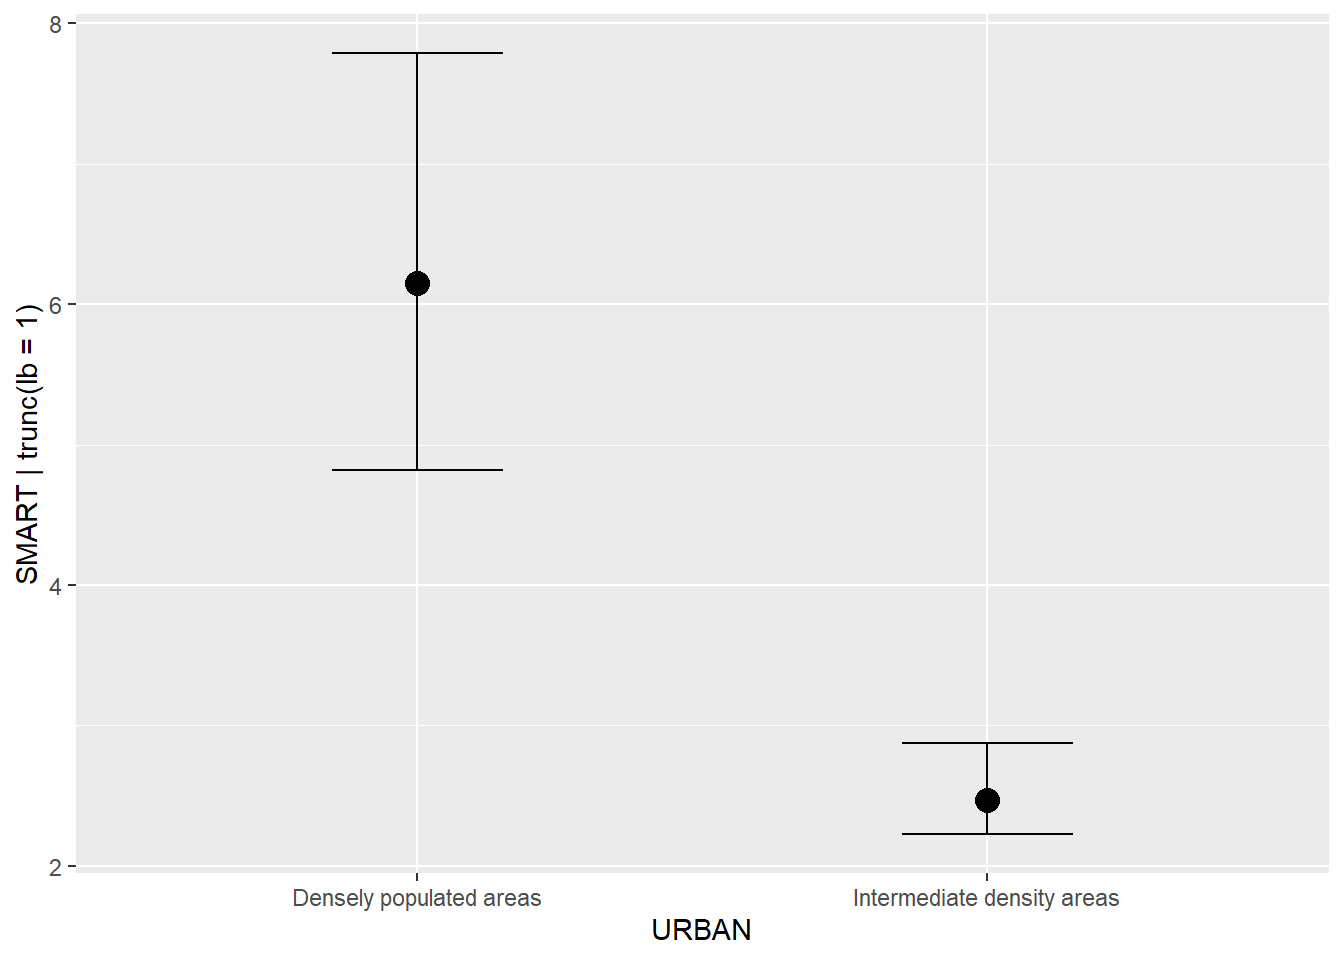 8
6
4
2
SMART | trunc(lb = 1)
Densely populated areas
Intermediate density areas
URBAN